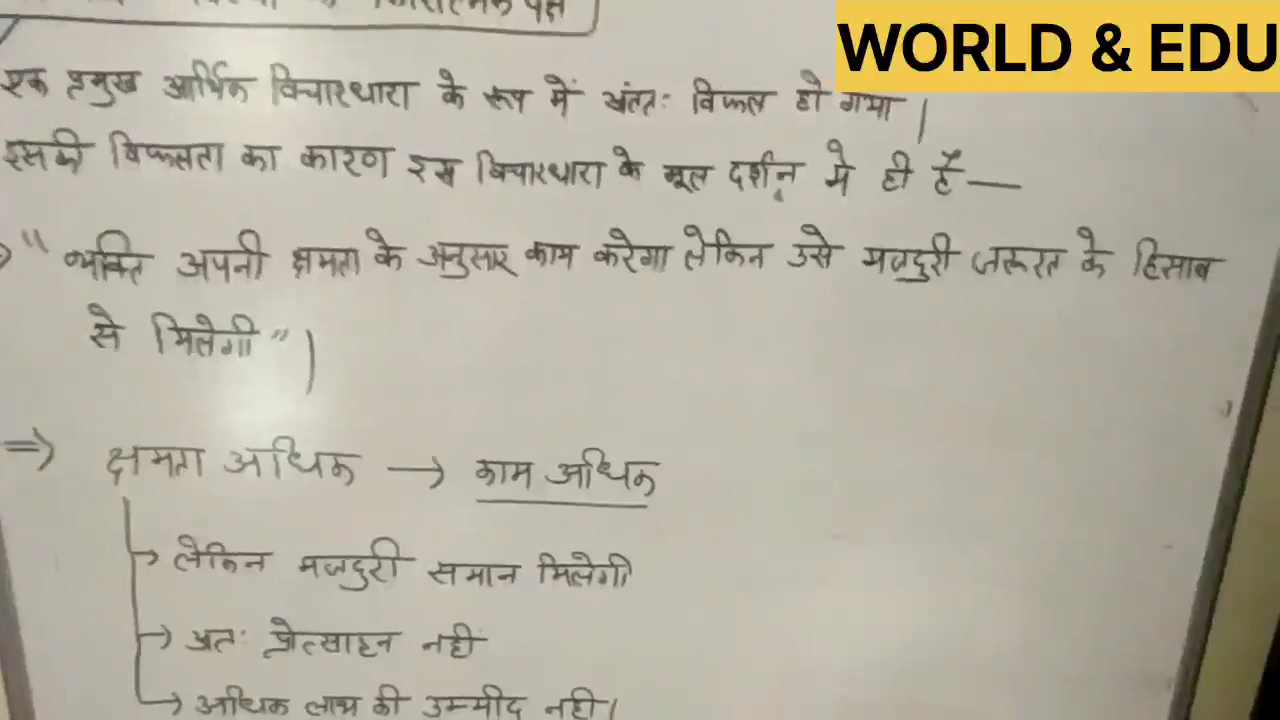 WORLD & EDU
एक प्रमुख आर्थिक विचारधारा के रूप में अंततः विफल हो गया |
इसकी विफलता का कारण इस विचारधारा के मूल दर्शन में ही है —
" व्यक्ति अपनी क्षमता के अनुसार काम करेगा लेकिन उसे मजदुरी जरूरत के हिसाब
से मिलेगी " |
=> क्षमता अधिक → काम अधिक
→ लेकिन मजदुरी समान मिलेगी
→ अतः प्रोत्साहन नही
→ अधिक लाभ की उम्मीद नही |